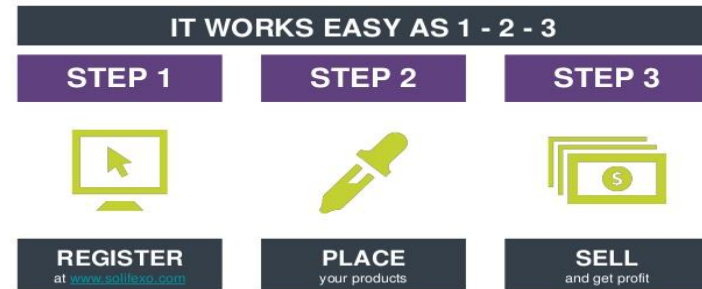 IT WORKS EASY AS 1 - 2 - 3
STEP 1
STEP 2
STEP 3
$
REGISTER
at www.solifexo.com
PLACE
your products
SELL
and get profit